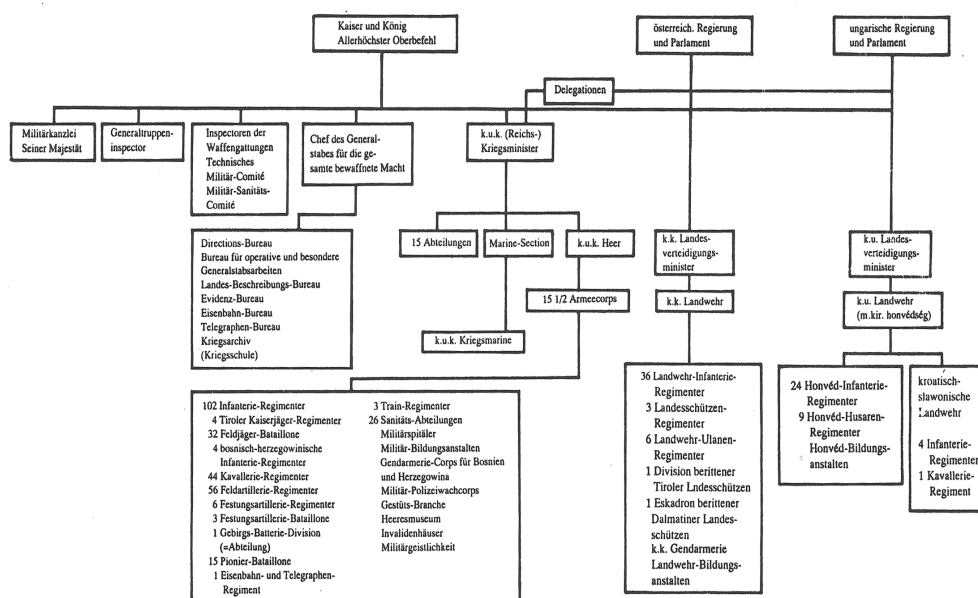 Kaiser und König
Allerhöchster Oberbefehl
österreich. Regierung
und Parlament
ungarische Regierung
und Parlament
Delegationen
Militärkanzlei
Seiner Majestät
Generaltruppen-
inspector
Inspectoren der
Waffengattungen
Technisches
Militär-Comité
Militär-Sanitäts-
Comité
Chef des General-
stabes für die ge-
samte bewaffnete Macht
k.u.k. (Reichs-)
Kriegsminister
Directions-Bureau
Bureau für operative und besondere
Generalstabsarbeiten
Landes-Beschreibungs-Bureau
Evidenz-Bureau
Eisenbahn-Bureau
Telegraphen-Bureau
Kriegsarchiv
(Kriegsschule)
15 Abteilungen
Marine-Section
k.u.k. Heer
k.k. Landes-
verteidigungs-
minister
k.u. Landes-
verteidigungs-
minister
15 1/2 Armeecorps
k.k. Landwehr
k.u. Landwehr
(m.kir. honvédség)
k.u.k. Kriegsmarine
102 Infanterie-Regimenter
4 Tiroler Kaiserjäger-Regimenter
32 Feldjäger-Bataillone
4 bosnisch-herzegowinische
Infanterie-Regimenter
44 Kavallerie-Regimenter
56 Feldartillerie-Regimenter
6 Festungsartillerie-Regimenter
3 Festungsartillerie-Bataillone
1 Gebirgs-Batterie-Division
(=Abteilung)
15 Pionier-Bataillone
1 Eisenbahn- und Telegraphen-
Regiment
3 Train-Regimenter
26 Sanitäts-Abteilungen
Militärspitäler
Militär-Bildungsanstalten
Gendarmerie-Corps für Bosnien
und Herzegowina
Militär-Polizeiwachcorps
Gestüts-Branche
Heeresmuseum
Invalidenhäuser
Militärgeistlichkeit
36 Landwehr-Infanterie-
Regimenter
3 Landesschützen-
Regimenter
6 Landwehr-Ulanen-
Regimenter
1 Division berittener
Tiroler Lndesschützen
1 Eskadron berittener
Dalmatiner Landes-
schützen
k.k. Gendarmerie
Landwehr-Bildungs-
anstalten
24 Honvéd-Infanterie-
Regimenter
9 Honvéd-Husaren-
Regimenter
Honvéd-Bildungs-
anstalten
kroatisch-
slawonische
Landwehr
4 Infanterie-
Regimenter
1 Kavallerie-
Regiment